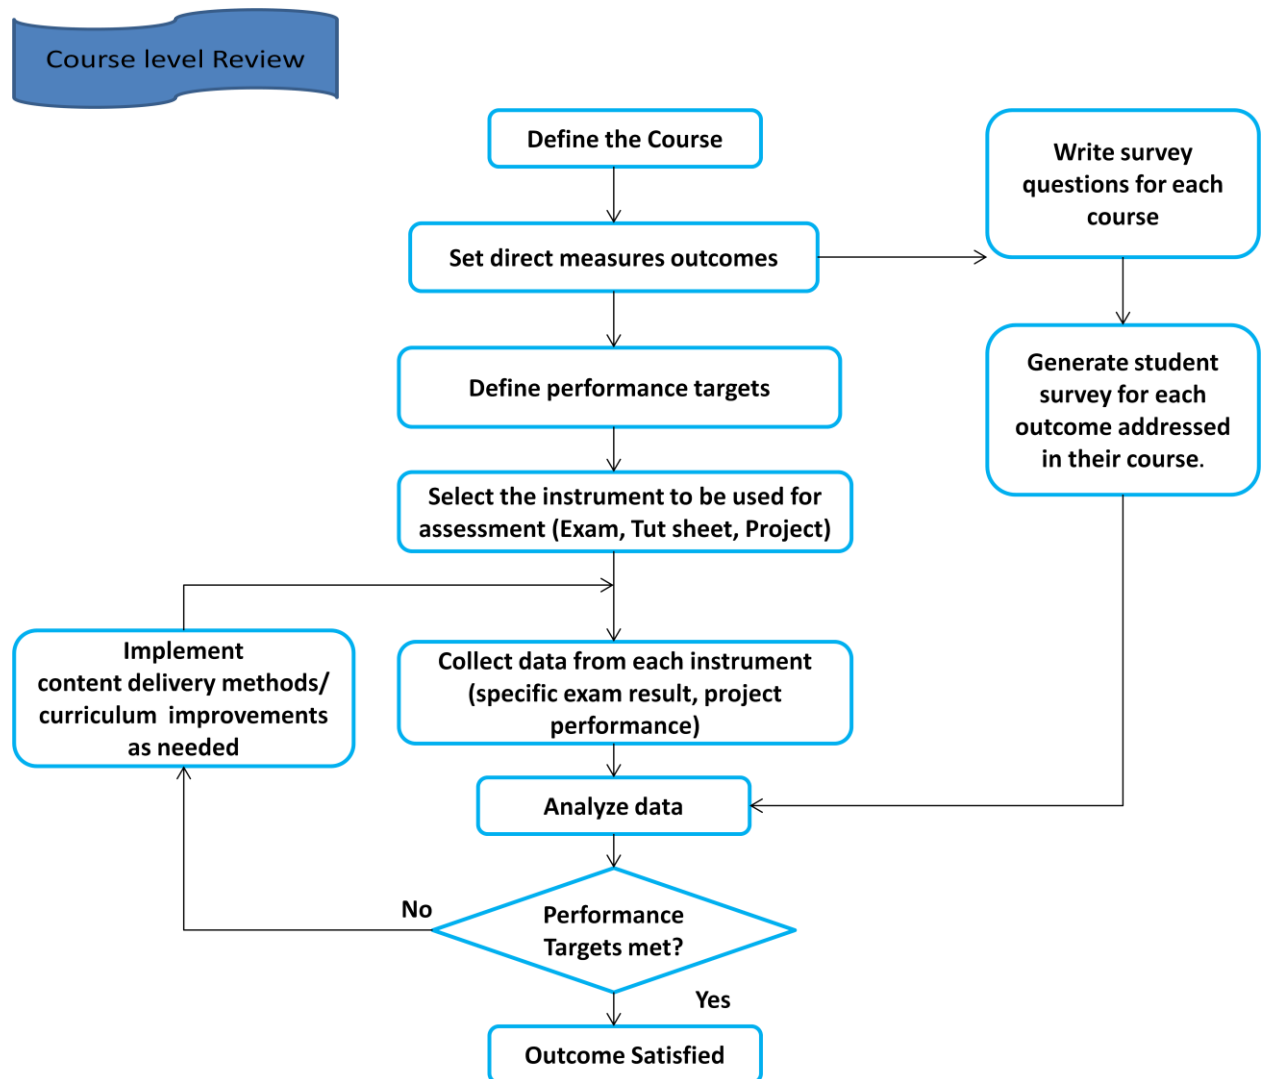 Course level Review
Define the Course
Write survey
questions for each
course
Set direct measures outcomes
Define performance targets
Generate student
survey for each
outcome addressed
in their course.
Select the instrument to be used for
assessment (Exam, Tut sheet, Project)
Implement
content delivery methods/
curriculum improvements
as needed
Collect data from each instrument
(specific exam result, project
performance)
Analyze data
No
Performance
Targets met?
Yes
Outcome Satisfied